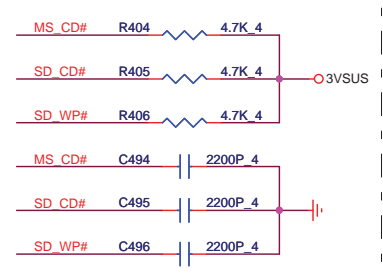 MS_CD# R404 4.7K_4
SD_CD# R405 4.7K_4
3VSUS
SD_WP# R406 4.7K_4
MS_CD# C494 2200P_4
SD_CD# C495 2200P_4
SD_WP# C496 2200P_4